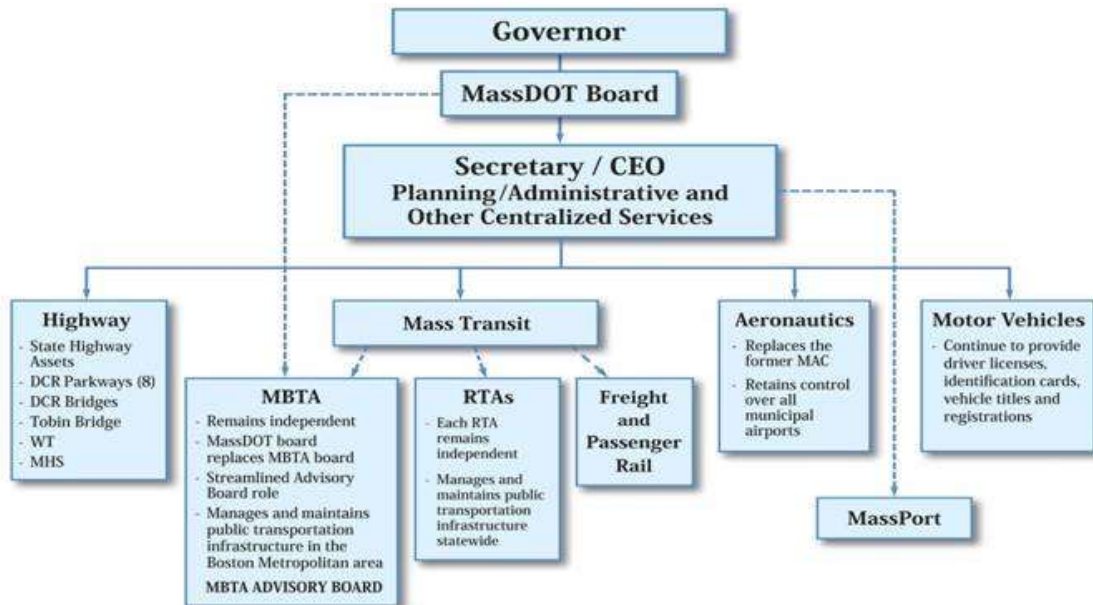 Governor
MassDOT Board
Secretary / CEO
Planning/Administrative and
Other Centralized Services
Highway
- State Highway
Assets
- DCR Parkways (8)
- DCR Bridges
- Tobin Bridge
- WT
- MHS
Mass Transit
MBTA
- Remains independent
- MassDOT board
replaces MBTA board
- Streamlined Advisory
Board role
- Manages and maintains
public transportation
infrastructure in the
Boston Metropolitan area
MBTA ADVISORY BOARD
RTAs
- Each RTA
remains
independent
- Manages and
maintains public
transportation
infrastructure
statewide
Freight
and
Passenger
Rail
Aeronautics
- Replaces the
former MAC
- Retains control
over all
municipal
airports
Motor Vehicles
- Continue to provide
driver licenses,
identification cards,
vehicle titles and
registrations
MassPort